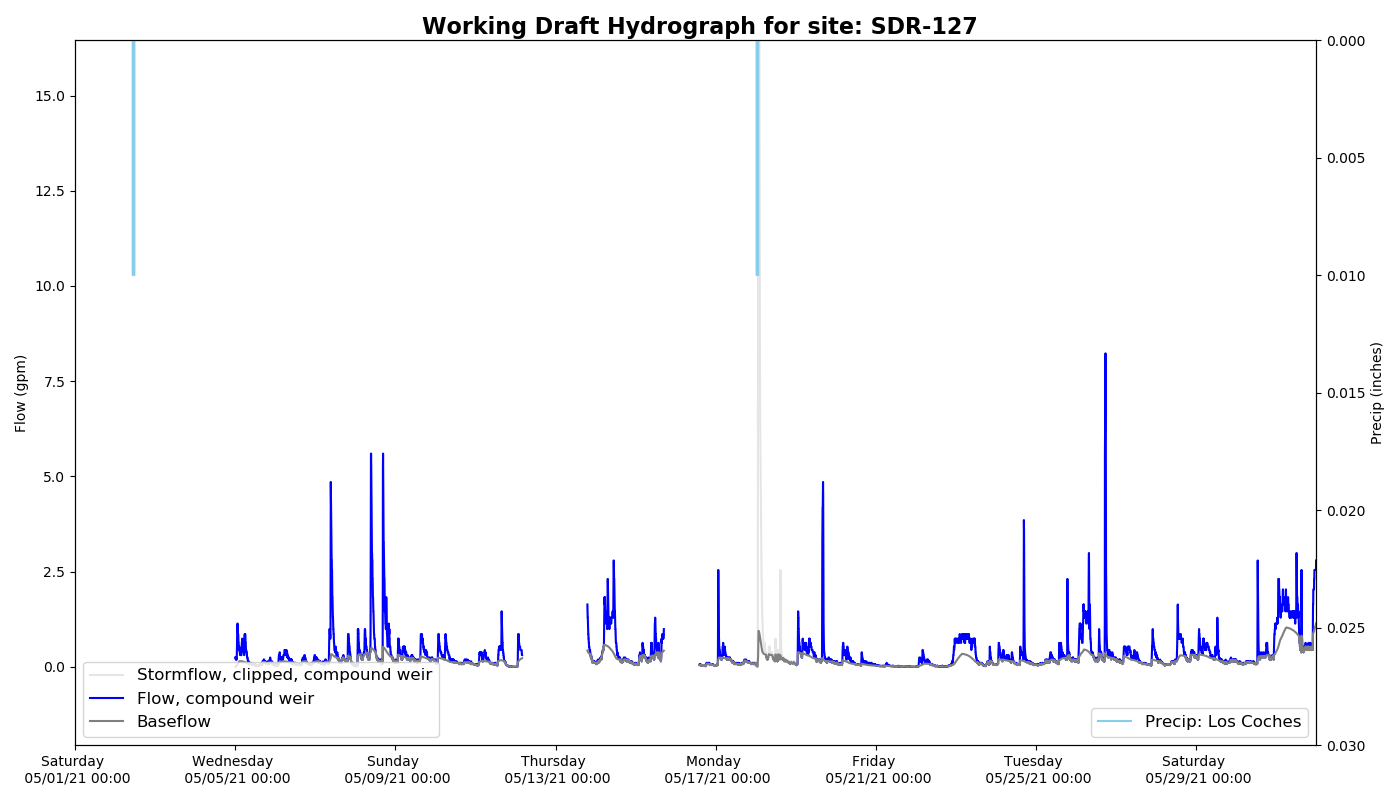 Working Draft Hydrograph for site: SDR-127
15.0
12.5
10.0
7.5
5.0
2.5
0.0
Flow (gpm)
0.000
0.005
0.010
0.015
0.020
0.025
0.030
Precip (inches)
Stormflow, clipped, compound weir
Flow, compound weir
Baseflow
Precip: Los Coches
Saturday
05/01/21 00:00
Wednesday
05/05/21 00:00
Sunday
05/09/21 00:00
Thursday
05/13/21 00:00
Monday
05/17/21 00:00
Friday
05/21/21 00:00
Tuesday
05/25/21 00:00
Saturday
05/29/21 00:00